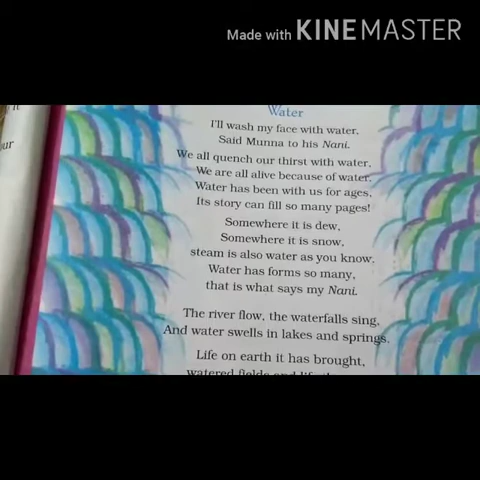 Made with KINEMASTER
Water
I'll wash my face with water,
Said Munna to his Nani.
We all quench our thirst with water,
We are all alive because of water.
Water has been with us for ages,
Its story can fill so many pages!
Somewhere it is dew,
Somewhere it is snow,
steam is also water as you know.
Water has forms so many,
that is what says my Nani.
The river flow, the waterfalls sing,
And water swells in lakes and springs.
Life on earth it has brought,
watered fields and